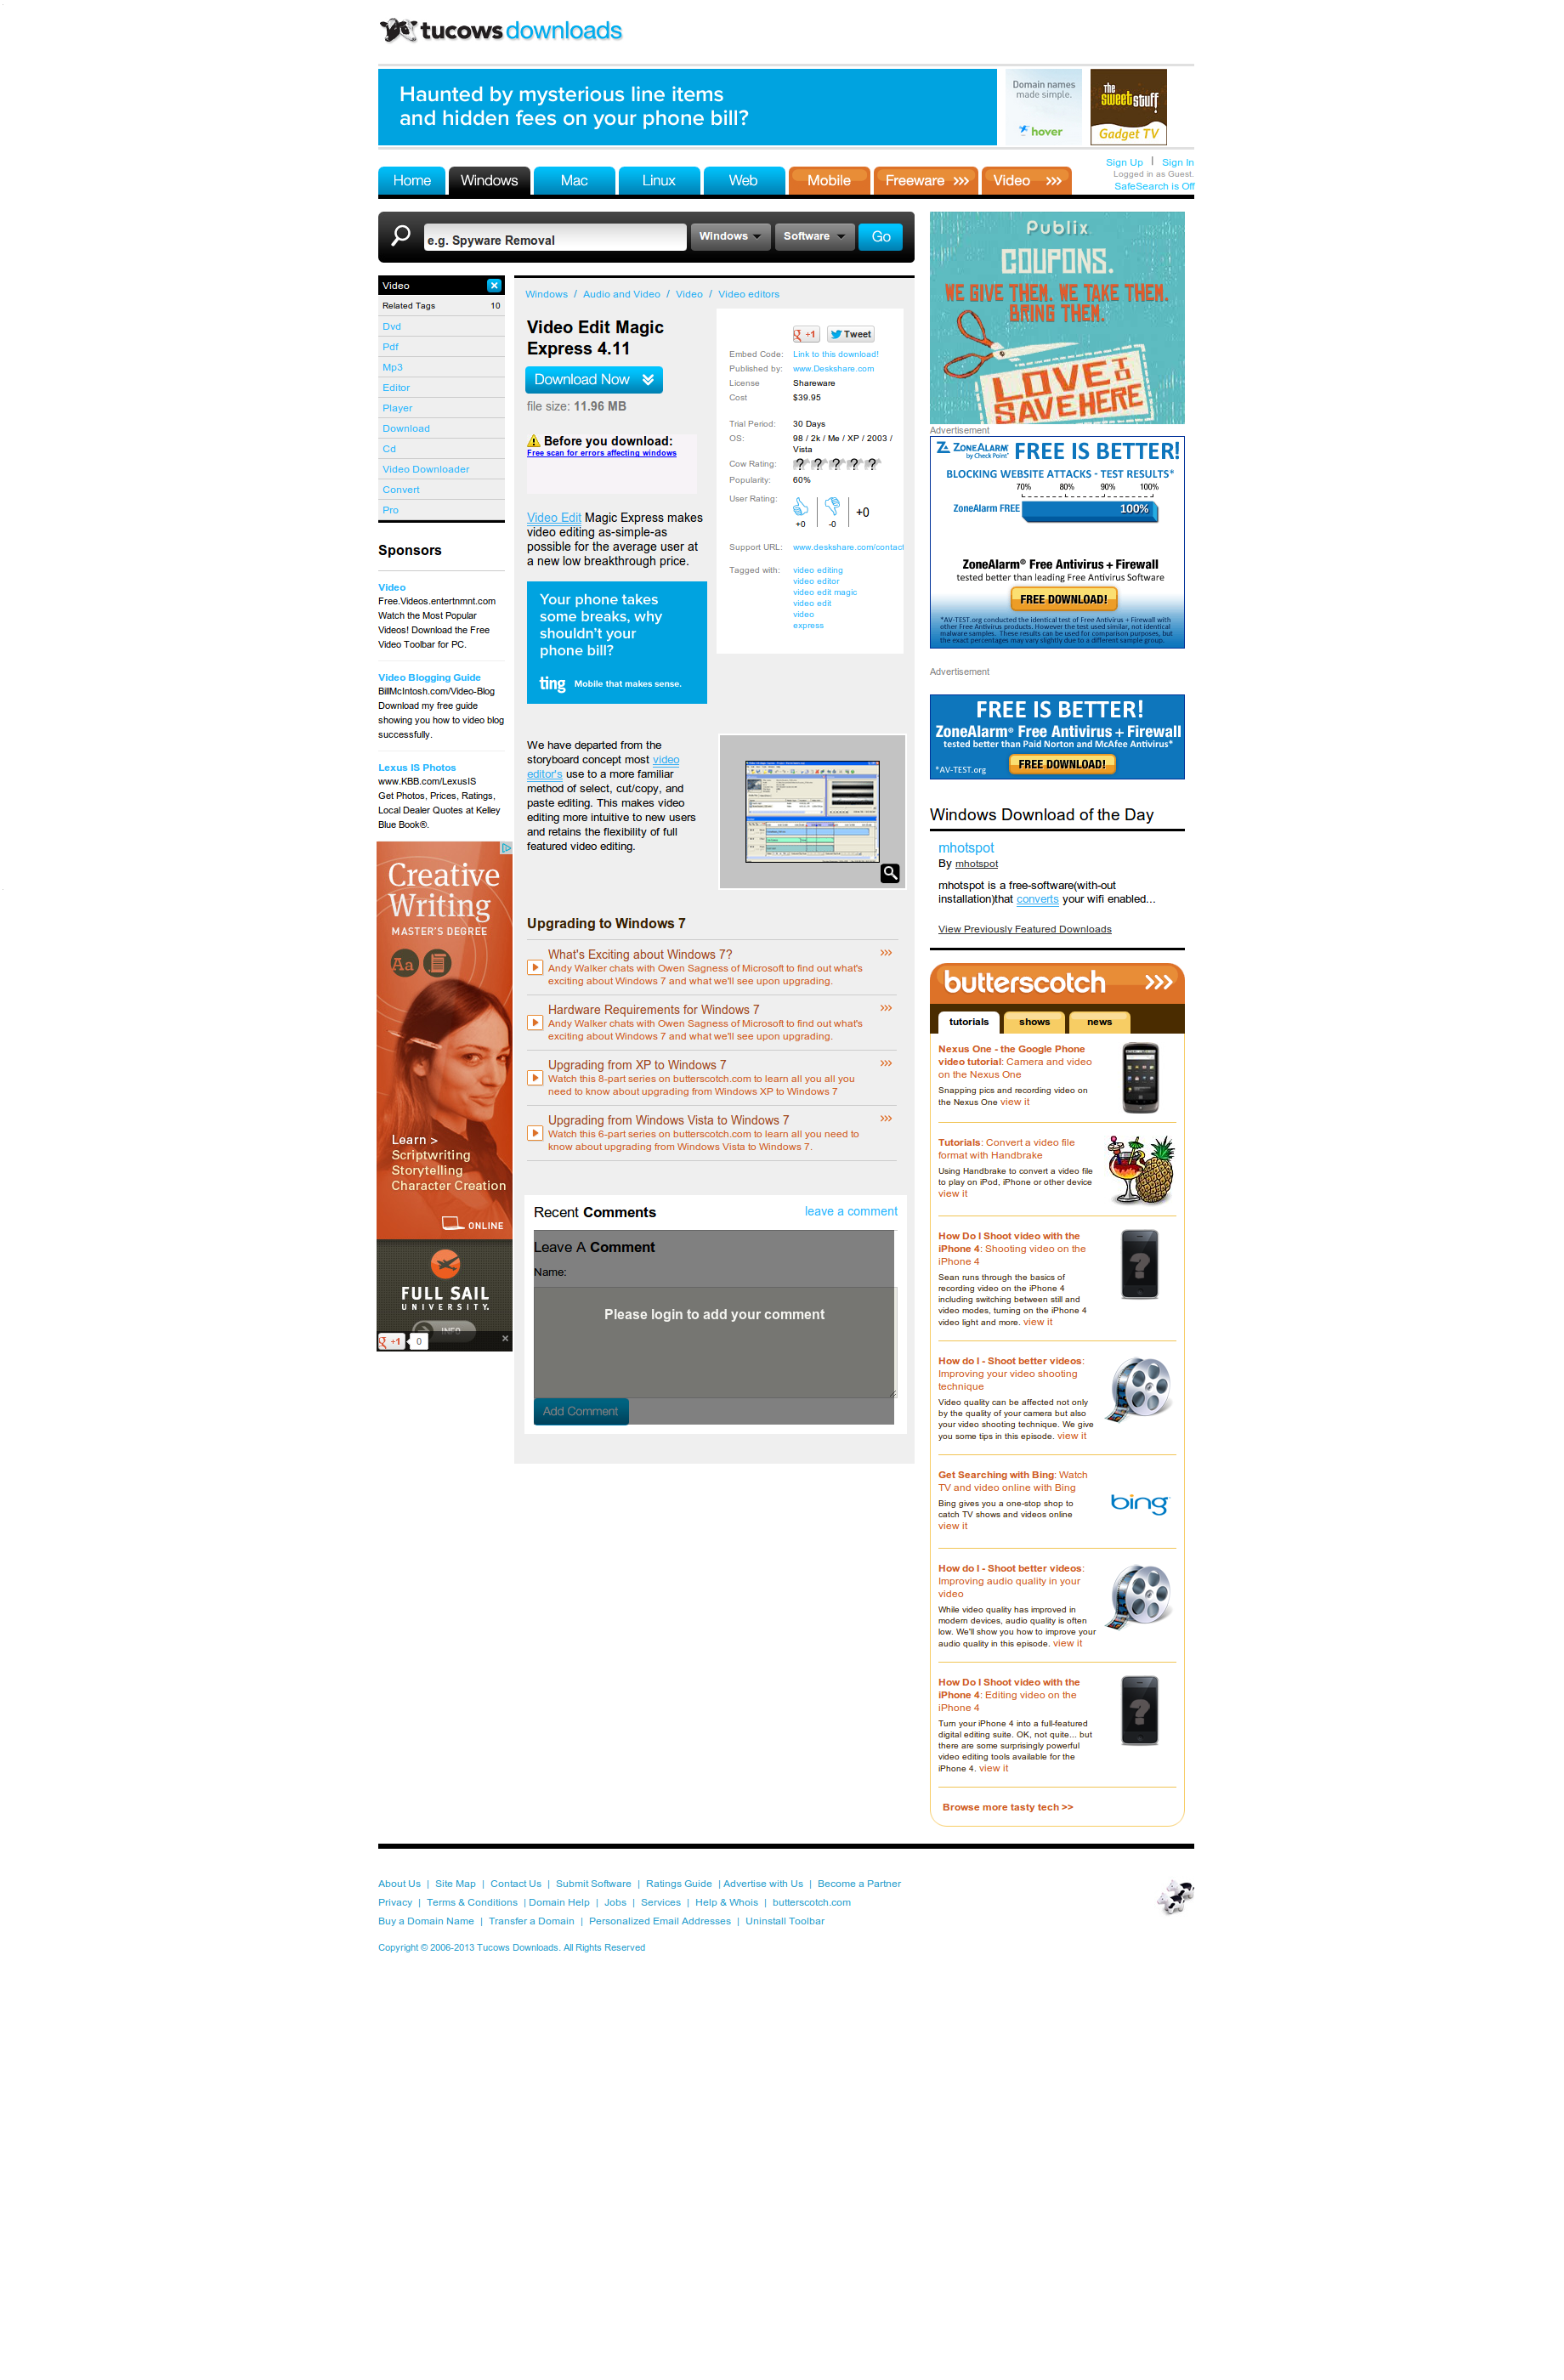 tucows downloads
Haunted by mysterious line items
and hidden fees on your phone bill?
Domain names
made simple.
hover
the
sweet stuff!
Gadget TV
Sign Up | Sign In
Logged in as Guest.
SafeSearch is Off
Home
Windows
Mac
Linux
Web
Mobile
Freeware >>>
Video >>>
e.g. Spyware Removal
Windows
Software
Go
Video
Related Tags 10
Dvd
Pdf
Mp3
Editor
Player
Download
Cd
Video Downloader
Convert
Pro
Sponsors
Video
Free.Videos.entertnmnt.com
Watch the Most Popular
Videos! Download the Free
Video Toolbar for PC.
Video Blogging Guide
BillMcIntosh.com/Video-Blog
Download my free guide
showing you how to video blog
successfully.
Lexus IS Photos
www.KBB.com/LexusIS
Get Photos, Prices, Ratings,
Local Dealer Quotes at Kelley
Blue Book®.
Creative
Writing
MASTER'S DEGREE
Aa
Learn >
Scriptwriting
Storytelling
Character Creation
ONLINE
FULL SAIL
UNIVERSITY.
INFO
g +1 0
Windows / Audio and Video / Video / Video editors
Video Edit Magic
Express 4.11
Download Now
file size: 11.96 MB
Before you download:
Free scan for errors affecting windows
Video Edit Magic Express makes
video editing as-simple-as
possible for the average user at
a new low breakthrough price.
Your phone takes
some breaks, why
shouldn't your
phone bill?
ting Mobile that makes sense.
g +1 Tweet
Embed Code: Link to this download!
Published by: www.Deskshare.com
License Shareware
Cost $39.95
Trial Period: 30 Days
OS: 98 / 2k / Me / XP / 2003 /
Vista
Cow Rating: ? ? ? ? ?
Popularity: 60%
User Rating: +0 -0 +0
Support URL: www.deskshare.com/contact
Tagged with: video editing
video editor
video edit magic
video edit
video
express
We have departed from the
storyboard concept most video
editor's use to a more familiar
method of select, cut/copy, and
paste editing. This makes video
editing more intuitive to new users
and retains the flexibility of full
featured video editing.
Upgrading to Windows 7
What's Exciting about Windows 7? >>>
Andy Walker chats with Owen Sagness of Microsoft to find out what's
exciting about Windows 7 and what we'll see upon upgrading.
Hardware Requirements for Windows 7 >>>
Andy Walker chats with Owen Sagness of Microsoft to find out what's
exciting about Windows 7 and what we'll see upon upgrading.
Upgrading from XP to Windows 7 >>>
Watch this 8-part series on butterscotch.com to learn all you all you
need to know about upgrading from Windows XP to Windows 7
Upgrading from Windows Vista to Windows 7 >>>
Watch this 6-part series on butterscotch.com to learn all you need to
know about upgrading from Windows Vista to Windows 7.
Recent Comments leave a comment
Leave A Comment
Name:
Please login to add your comment
Add Comment
Publix
COUPONS.
WE GIVE THEM. WE TAKE THEM.
BRING THEM.
LOVE TO
SAVE HERE
Advertisement
ZONEALARM
by Check Point
FREE IS BETTER!
BLOCKING WEBSITE ATTACKS - TEST RESULTS*
70% 80% 90% 100%
ZoneAlarm FREE 100%
ZoneAlarm® Free Antivirus + Firewall
tested better than leading Free Antivirus Software
FREE DOWNLOAD!
*AV-TEST.org conducted the identical test of Free Antivirus + Firewall with
other Free Antivirus products. However the test used similar, not identical
malware samples. These results can be used for comparison purposes, but
the exact percentages may vary slightly due to a different sample group.
Advertisement
FREE IS BETTER!
ZoneAlarm® Free Antivirus + Firewall
tested better than Paid Norton and McAfee Antivirus*
*AV-TEST.org FREE DOWNLOAD!
Windows Download of the Day
mhotspot
By mhotspot
mhotspot is a free-software(with-out
installation)that converts your wifi enabled...
View Previously Featured Downloads
butterscotch >>>
tutorials
shows
news
Nexus One - the Google Phone
video tutorial: Camera and video
on the Nexus One
Snapping pics and recording video on
the Nexus One view it
Tutorials: Convert a video file
format with Handbrake
Using Handbrake to convert a video file
to play on iPod, iPhone or other device
view it
How Do I Shoot video with the
iPhone 4: Shooting video on the
iPhone 4
Sean runs through the basics of
recording video on the iPhone 4
including switching between still and
video modes, turning on the iPhone 4
video light and more. view it
How do I - Shoot better videos:
Improving your video shooting
technique
Video quality can be affected not only
by the quality of your camera but also
your video shooting technique. We give
you some tips in this episode. view it
Get Searching with Bing: Watch
TV and video online with Bing
Bing gives you a one-stop shop to
catch TV shows and videos online
view it
bing
How do I - Shoot better videos:
Improving audio quality in your
video
While video quality has improved in
modern devices, audio quality is often
low. We'll show you how to improve your
audio quality in this episode. view it
How Do I Shoot video with the
iPhone 4: Editing video on the
iPhone 4
Turn your iPhone 4 into a full-featured
digital editing suite. OK, not quite... but
there are some surprisingly powerful
video editing tools available for the
iPhone 4. view it
Browse more tasty tech >>
About Us | Site Map | Contact Us | Submit Software | Ratings Guide | Advertise with Us | Become a Partner
Privacy | Terms & Conditions | Domain Help | Jobs | Services | Help & Whois | butterscotch.com
Buy a Domain Name | Transfer a Domain | Personalized Email Addresses | Uninstall Toolbar
Copyright © 2006-2013 Tucows Downloads. All Rights Reserved